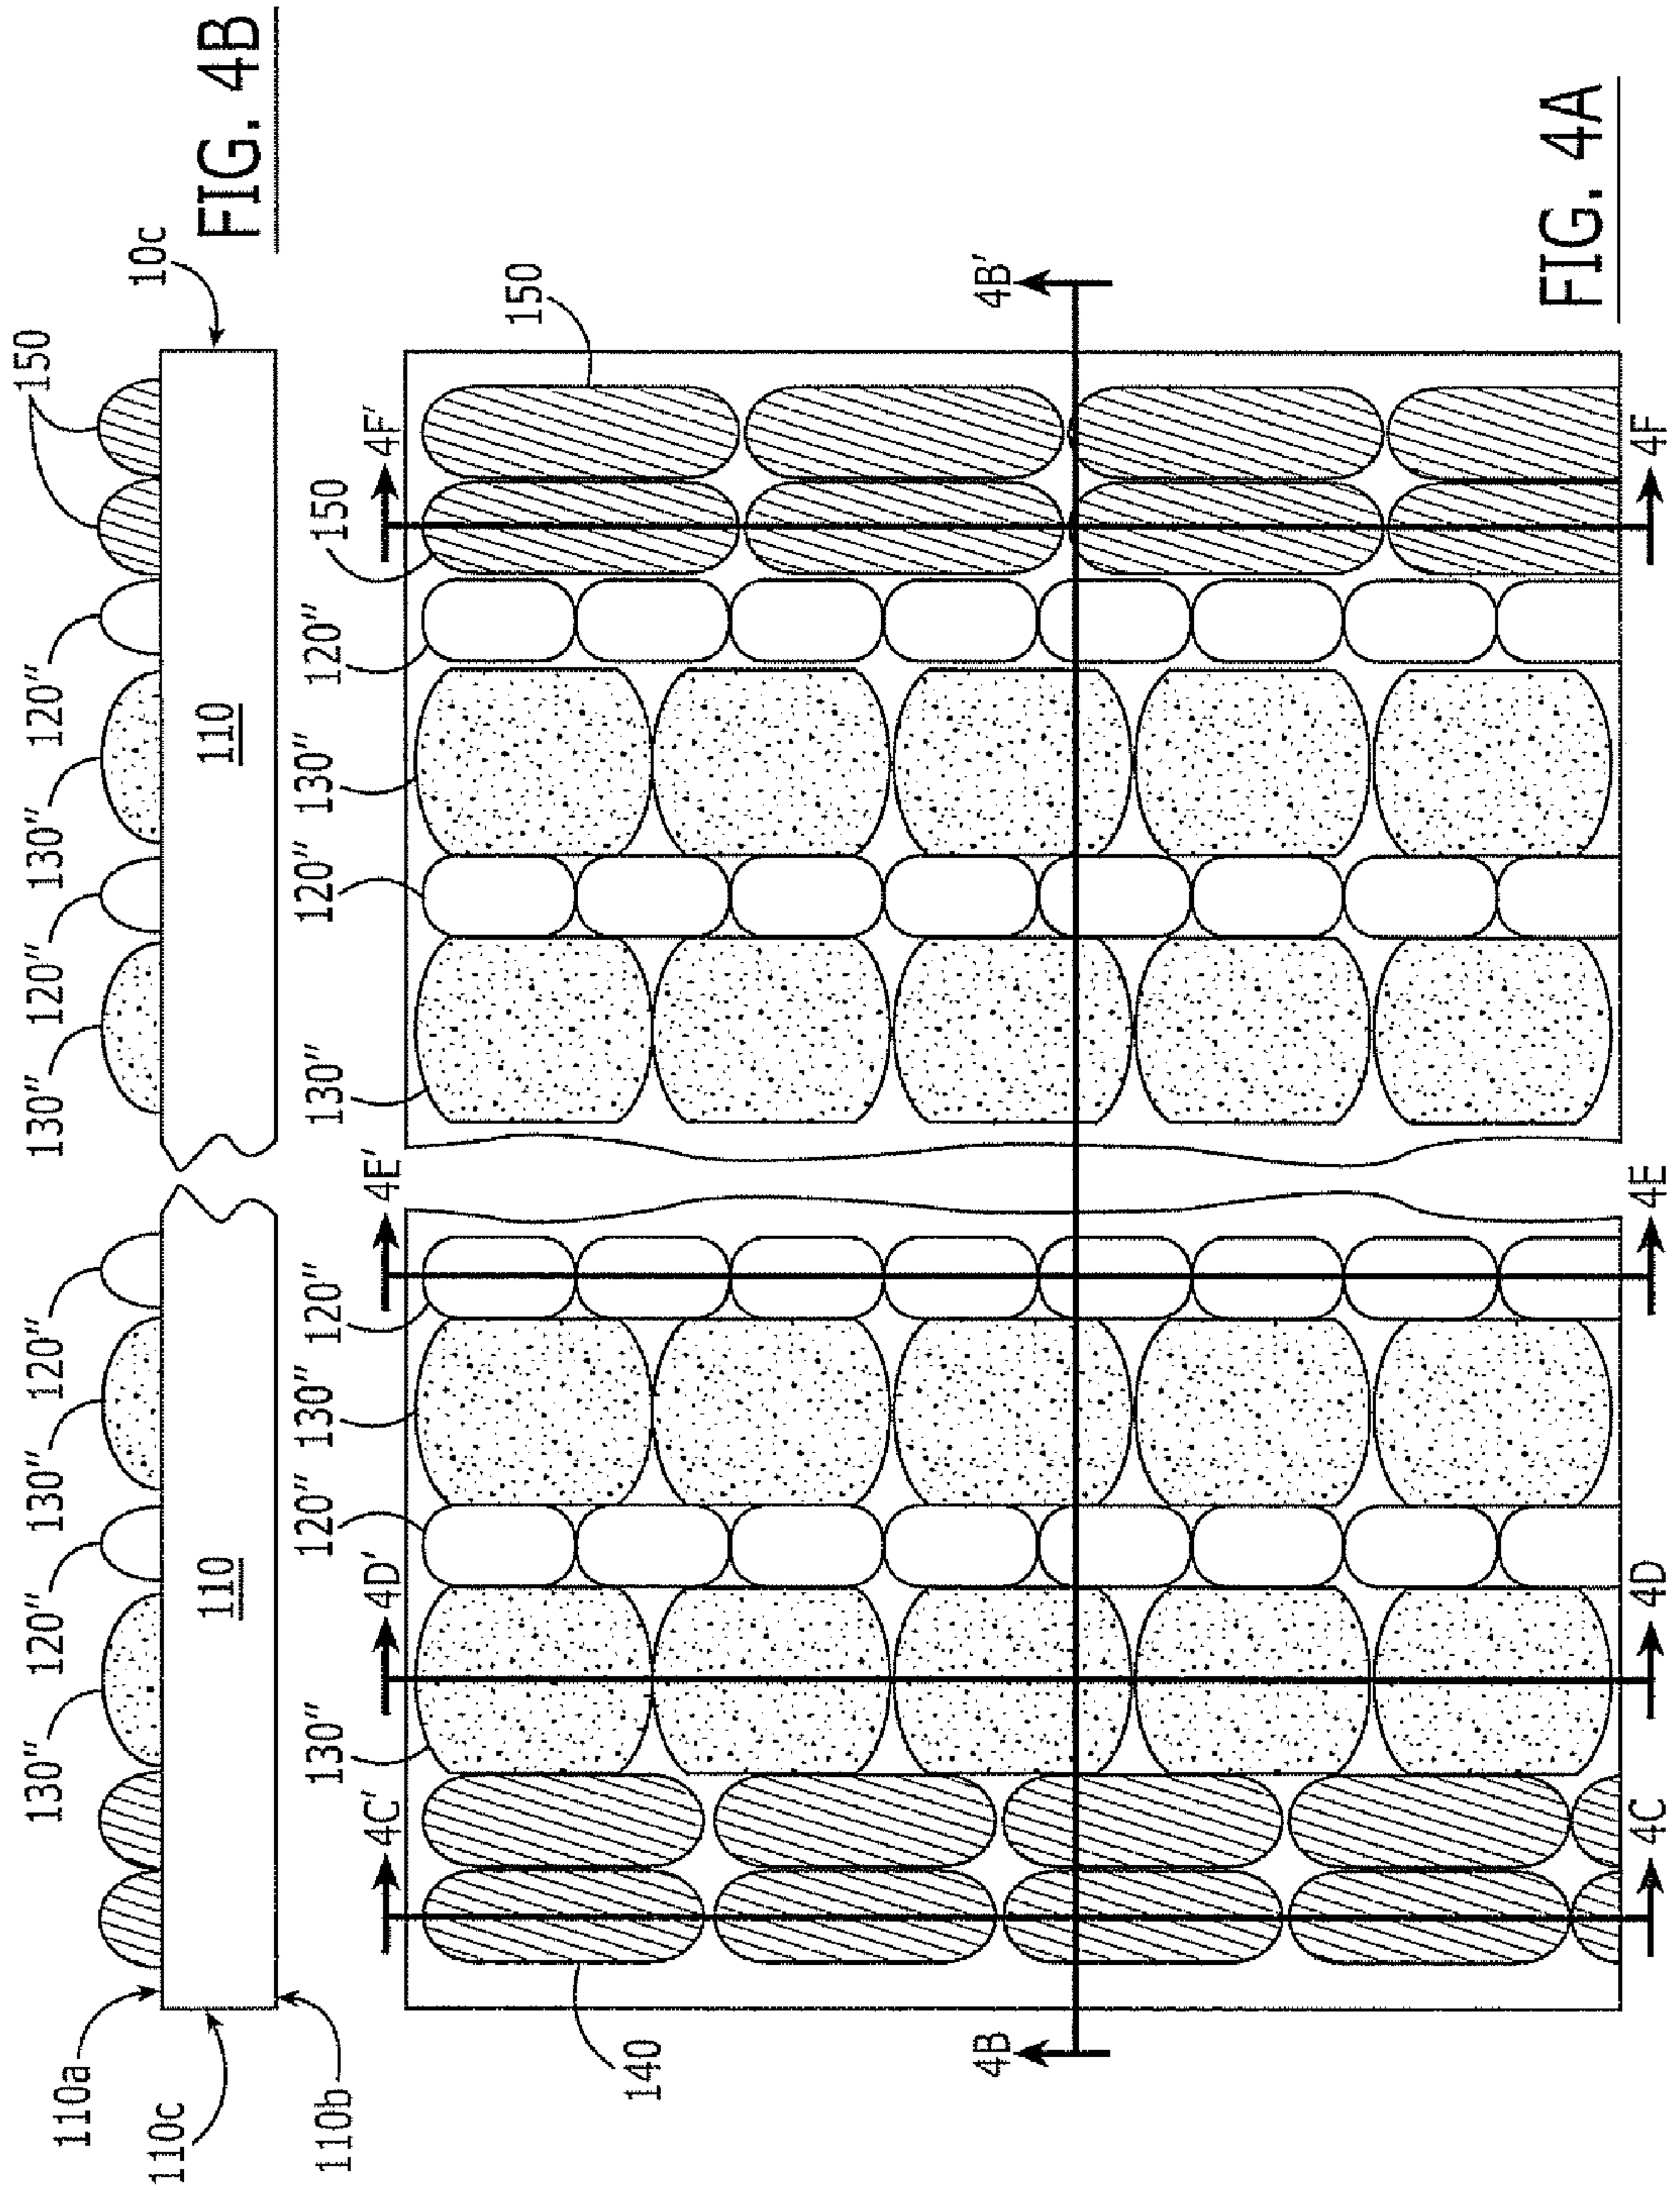 150
130" 120" 130" 120" 130" 120" 130" 120"
110a
10c
110c
110 110
FIG. 4B
110b
130" 120" 130" 120" 130" 120" 130" 120" 150
4C' 4D' 4E' 4F'
150
140
4B 4B'
FIG. 4A
4C 4D 4E 4F